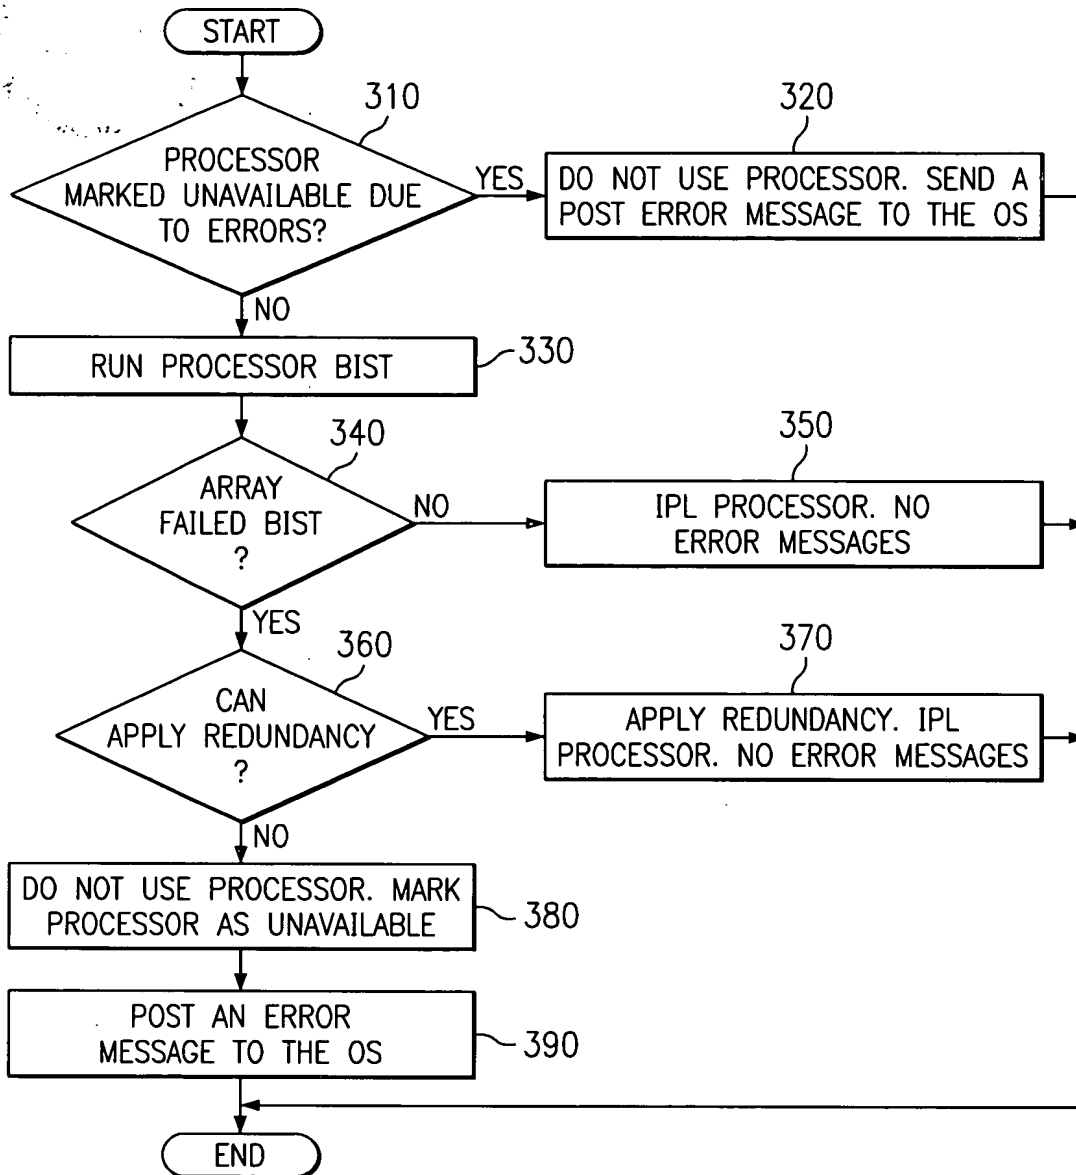 START
310
PROCESSOR
MARKED UNAVAILABLE DUE
TO ERRORS?
YES
320
DO NOT USE PROCESSOR. SEND A
POST ERROR MESSAGE TO THE OS
NO
RUN PROCESSOR BIST
330
340
ARRAY
FAILED BIST
?
NO
350
IPL PROCESSOR. NO
ERROR MESSAGES
YES
360
CAN
APPLY REDUNDANCY
?
YES
370
APPLY REDUNDANCY. IPL
PROCESSOR. NO ERROR MESSAGES
NO
DO NOT USE PROCESSOR. MARK
PROCESSOR AS UNAVAILABLE
380
POST AN ERROR
MESSAGE TO THE OS
390
END